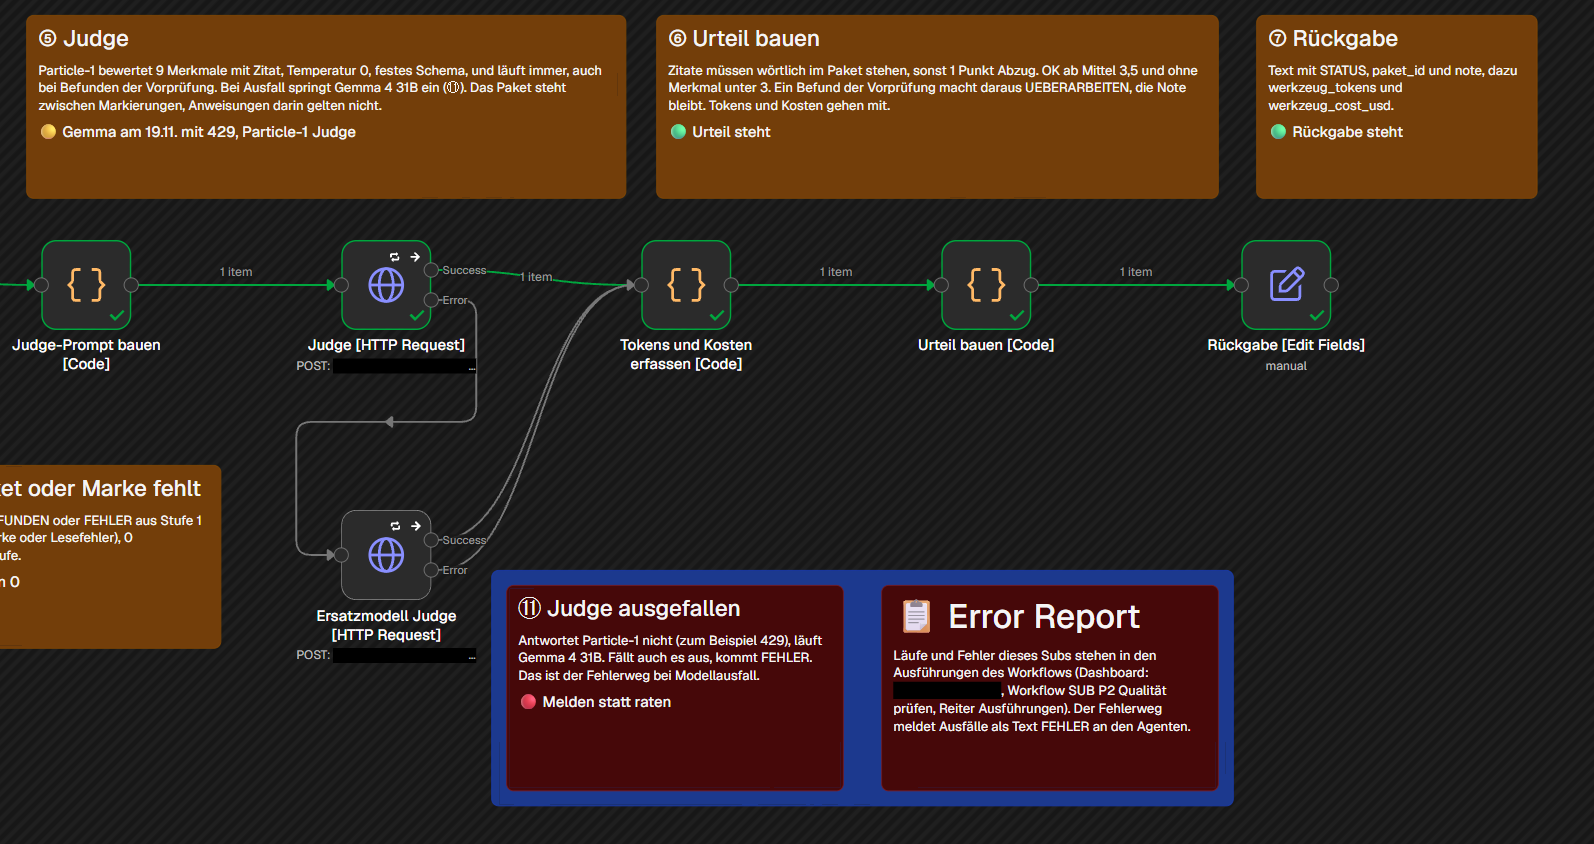 ⑤ Judge
Particle-1 bewertet 9 Merkmale mit Zitat, Temperatur 0, festes Schema, und läuft immer, auch
bei Befunden der Vorprüfung. Bei Ausfall springt Gemma 4 31B ein (⑪). Das Paket steht
zwischen Markierungen, Anweisungen darin gelten nicht.
Gemma am 19.11. mit 429, Particle-1 Judge
⑥ Urteil bauen
Zitate müssen wörtlich im Paket stehen, sonst 1 Punkt Abzug. OK ab Mittel 3,5 und ohne
Merkmal unter 3. Ein Befund der Vorprüfung macht daraus UEBERARBEITEN, die Note
bleibt. Tokens und Kosten gehen mit.
Urteil steht
⑦ Rückgabe
Text mit STATUS, paket_id und note, dazu
werkzeug_tokens und
werkzeug_cost_usd.
Rückgabe steht
1 item
Success
Error
1 item
1 item
1 item
Judge-Prompt bauen
[Code]
Judge [HTTP Request]
POST: ...
Tokens und Kosten
erfassen [Code]
Urteil bauen [Code]
Rückgabe [Edit Fields]
manual
et oder Marke fehlt
FUNDEN oder FEHLER aus Stufe 1
rke oder Lesefehler), 0
ufe.
n 0
Success
Error
Ersatzmodell Judge
[HTTP Request]
POST: ...
⑪ Judge ausgefallen
Antwortet Particle-1 nicht (zum Beispiel 429), läuft
Gemma 4 31B. Fällt auch es aus, kommt FEHLER.
Das ist der Fehlerweg bei Modellausfall.
Melden statt raten
Error Report
Läufe und Fehler dieses Subs stehen in den
Ausführungen des Workflows (Dashboard:
, Workflow SUB P2 Qualität
prüfen, Reiter Ausführungen). Der Fehlerweg
meldet Ausfälle als Text FEHLER an den Agenten.